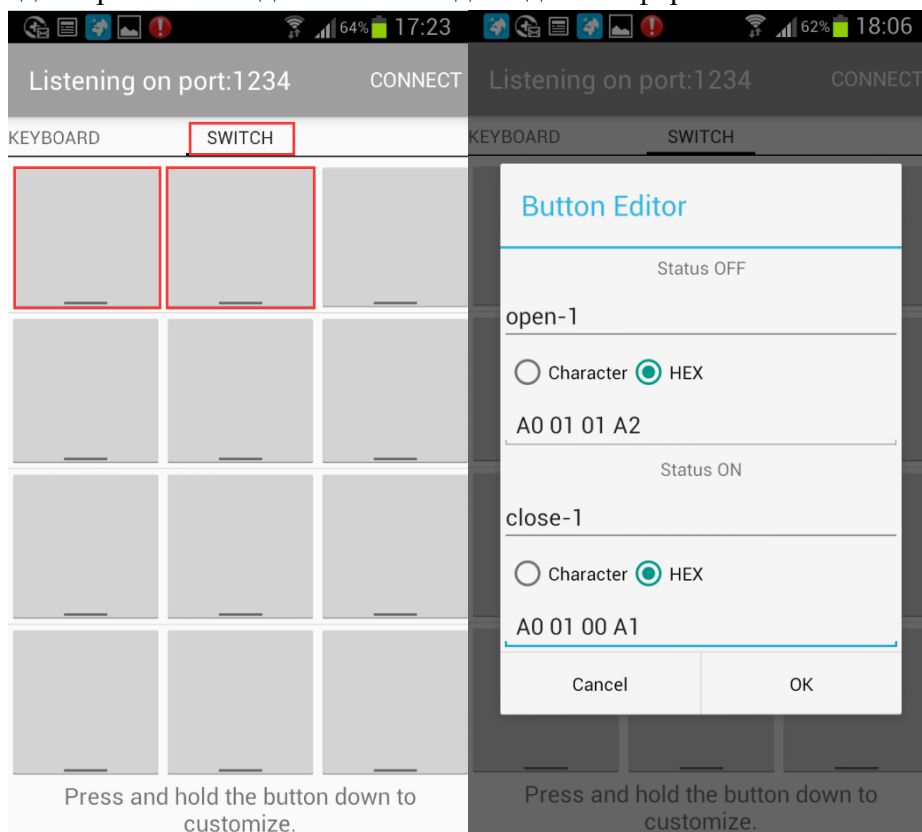 64% 17:23
Listening on port:1234 CONNECT
KEYBOARD SWITCH
Press and hold the button down to
customize.
62% 18:06
Listening on port:1234 CONNECT
KEYBOARD SWITCH
Button Editor
Status OFF
open-1
Character HEX
A0 01 01 A2
Status ON
close-1
Character HEX
A0 01 00 A1
Cancel OK
Press and hold the button down to
customize.